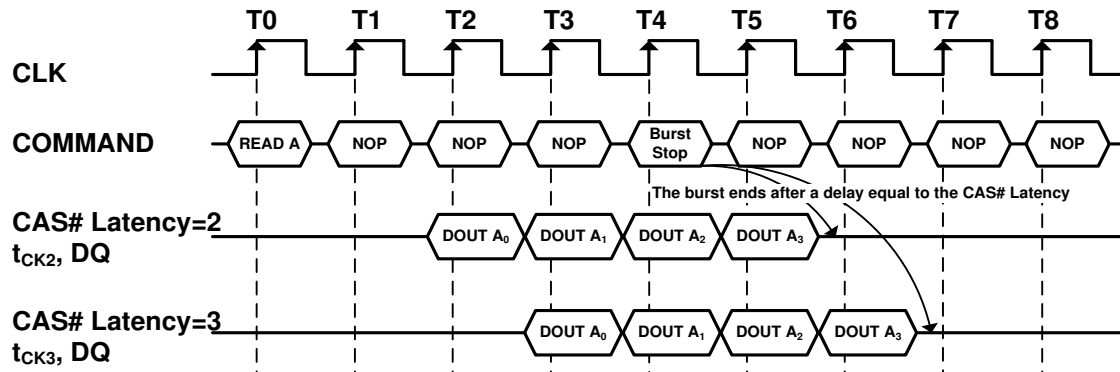 T0 T1 T2 T3 T4 T5 T6 T7 T8
CLK
COMMAND
READ A NOP NOP NOP Burst Stop NOP NOP NOP NOP
The burst ends after a delay equal to the CAS# Latency
CAS# Latency=2
tCK2, DQ
DOUT A0 DOUT A1 DOUT A2 DOUT A3
CAS# Latency=3
tCK3, DQ
DOUT A0 DOUT A1 DOUT A2 DOUT A3